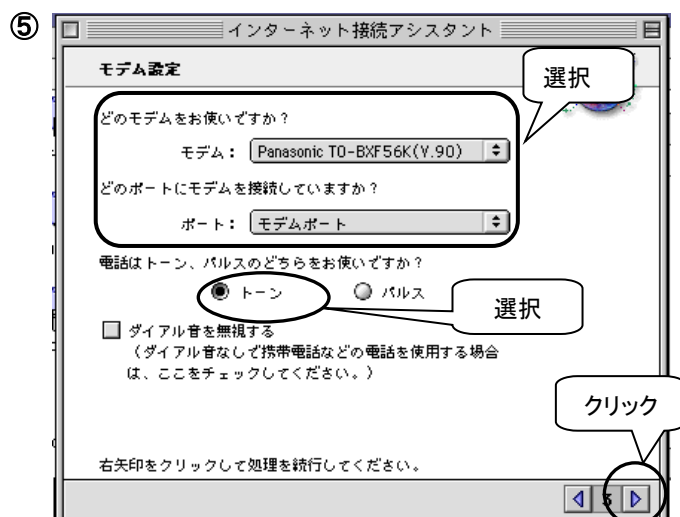 ⑤
インターネット接続アシスタント
モデム設定
選択
どのモデムをお使いですか？
モデム： Panasonic TO-BXF56K(V.90)
どのポートにモデムを接続していますか？
ポート： モデムポート
電話はトーン、パルスのどちらをお使いですか？
トーン パルス
選択
ダイアル音を無視する
（ダイアル音なしで携帯電話などの電話を使用する場合
は、ここをチェックしてください。）
クリック
右矢印をクリックして処理を続行してください。
3